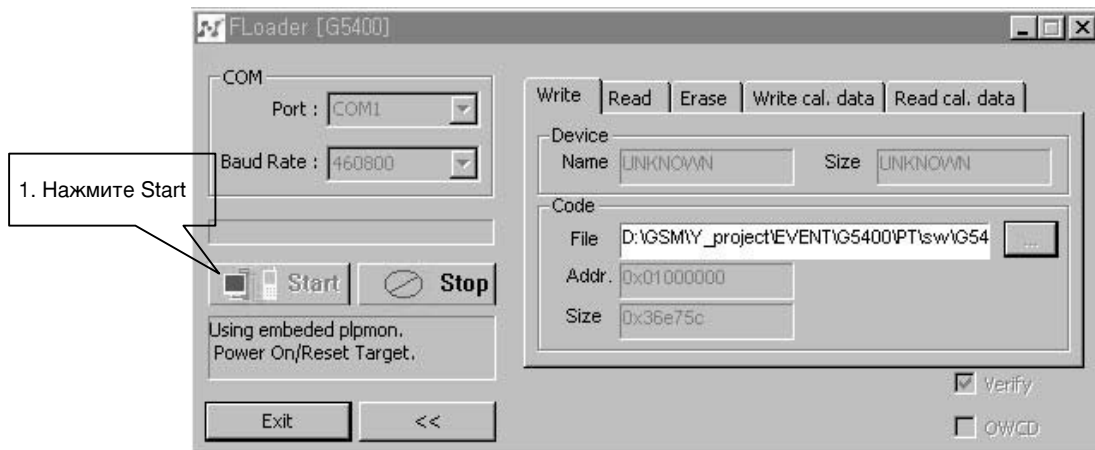 FLoader [G5400]
COM
Port : COM1
Baud Rate : 460800
1. Нажмите Start
Start
Stop
Using embeded plpmon.
Power On/Reset Target.
Exit
<<
Write
Read
Erase
Write cal. data
Read cal. data
Device
Name UNKNOWN Size UNKNOWN
Code
File D:\GSM\Y_project\EVENT\G5400\PT\sw\G54 ...
Addr. 0x01000000
Size 0x36e75c
Verify
OWCD